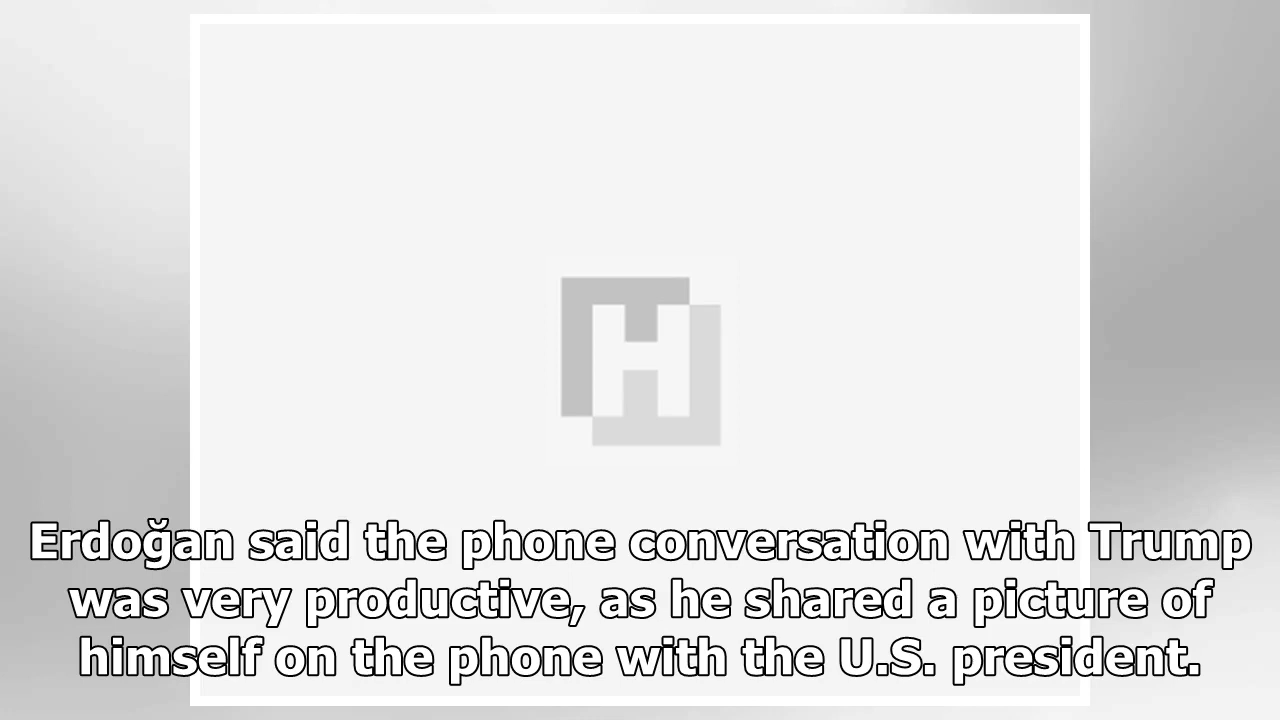 H
Erdoğan said the phone conversation with Trump
was very productive, as he shared a picture of
himself on the phone with the U.S. president.